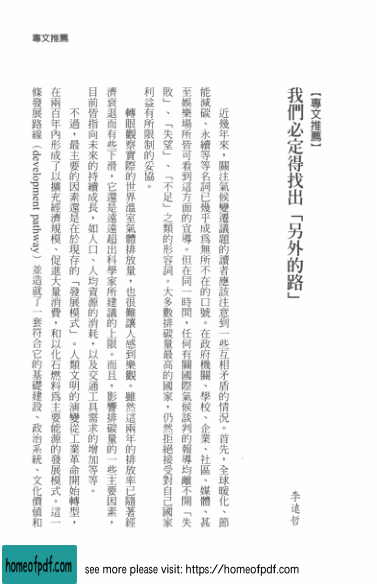 專文推薦
【專文推薦】
我們必定得找出「另外的路」
李遠哲
近幾年來，關注氣候變遷議題的讀者應該注意到一些互相矛盾的情況。首先，全球暖化、節
能減碳、永續等等名詞已幾乎成為無所不在的口號。在政府機關、學校、企業、社區、媒體、甚
至娛樂場所皆可看到這方面的宣導。但在同一時間，任何有關國際氣候談判的報導均離不開「失
敗」、「失望」、「不足」之類的形容詞。大多數排碳量最高的國家，仍然拒絕接受對自己國家
利益有所限制的妥協。
轉眼觀察實際的世界溫室氣體排放量，也很難讓人感到樂觀。雖然這兩年的排放率已隨著經
濟衰退而有些下滑，它還是遠遠超出科學家所建議的上限。而且，影響排碳量的一些主要因素，
目前皆指向未來的持續成長，如人口、人均資源的消耗，以及交通工具需求的增加等等。
不過，最主要的因素還是在於現存的「發展模式」。人類文明的演變從工業革命開始轉型，
在兩百年內形成了以擴充經濟規模、促進大量消費，和以化石燃料為主要能源的發展模式。這一
條發展路線（development pathway）並造就了一套符合它的基礎建設、政治系統、文化價值和
homeofpdf.com
see more please visit: https://homeofpdf.com